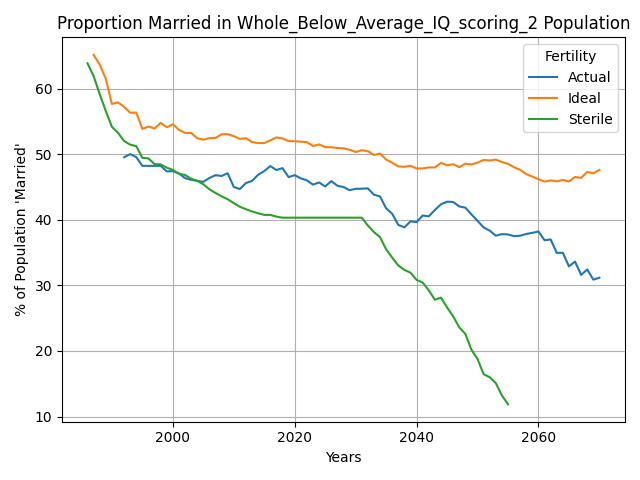 Proportion Married in Whole_Below_Average_IQ_scoring_2 Population
Fertility
Actual
Ideal
Sterile
% of Population 'Married'
60
50
40
30
20
10
2000
2020
2040
2060
Years